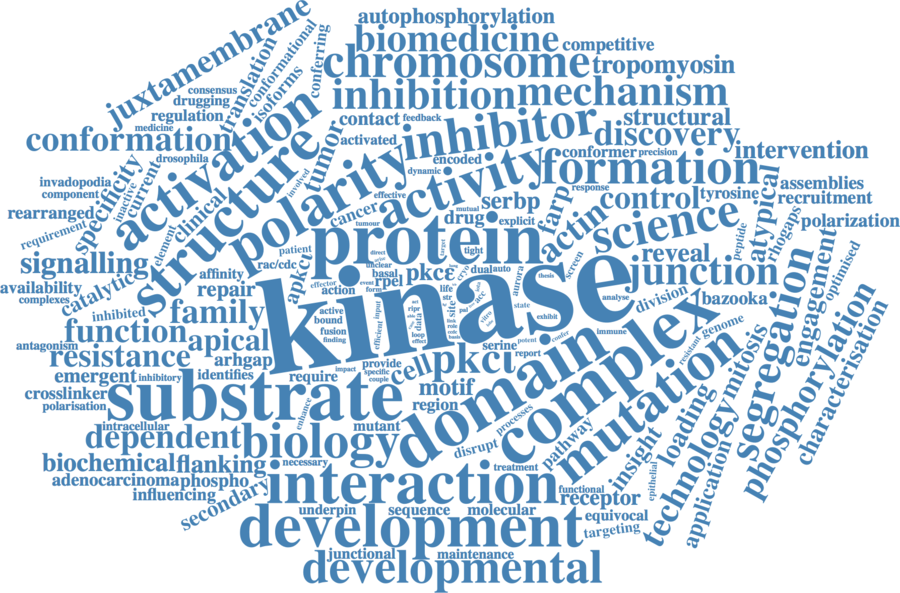 autophosphorylation
biomedicine
competitive
chromosome
tropomyosin
juxtamembrane
translation
conformational
conferring
isoforms
consensus
drugging
regulation
medicine
conformation
drosophila
inhibition
mechanism
contact
feedback
activated
inhibitor
structural
discovery
intervention
activation
structure
tumor
polarity
encoded
dynamic
activity
conformer
precision
formation
invadopodia
component
specificity
inactive
current
clinical
involved
rearranged
requirement
element
cancer
effective
tumour
mutual
drug
serbp
explicit
farp
response
control
tyrosine
atypical
assemblies
recruitment
polarization
peptide
rhogaps
signalling
availability
complexes
catalytic
affinity
repair
patient
rac/cdc
apkcι
effector
action
protein
direct
unclear
basal
rpel
event
form
pkcε
tight
target
dual
auto
actin
science
screen
reveal
junction
aurora
thesis
analyse
division
bazooka
engagement
optimised
segregation
inhibited
family
function
antagonism
resistance
apical
arhgap
active
bound
fusion
finding
efficient
input
life
site
state
exhibit
kinase
immune
genome
resistant
emergent
inhibitory
identifies
crosslinker
polarisation
require
impact
provide
specific
couple
cell
pkcι
serine
potent
report
confer
domain
complex
mutation
mitosis
technology
phosphorylation
characterisation
substrate
intracellular
enhance
motif
region
mutant
disrupt
processes
pathway
insight
loading
application
dependent
biology
biochemical
flanking
necessary
adenocarcinoma
phospho
influencing
secondary
interaction
treatment
functional
receptor
epithelial
underpin
sequence
molecular
equivocal
targeting
development
junctional
maintenance
developmental